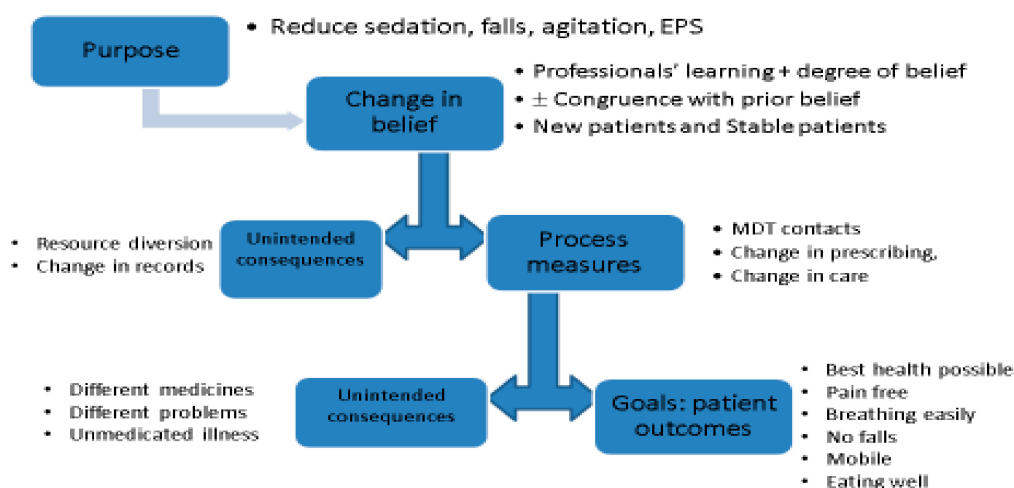 Purpose
• Reduce sedation, falls, agitation, EPS
Change in
belief
• Professionals' learning + degree of belief
• ± Congruence with prior belief
• New patients and Stable patients
• Resource diversion
• Change in records
Unintended
consequences
Process
measures
• MDT contacts
• Change in prescribing,
• Change in care
• Different medicines
• Different problems
• Unmedicated illness
Unintended
consequences
Goals: patient
outcomes
• Best health possible
• Pain free
• Breathing easily
• No falls
• Mobile
• Eating well